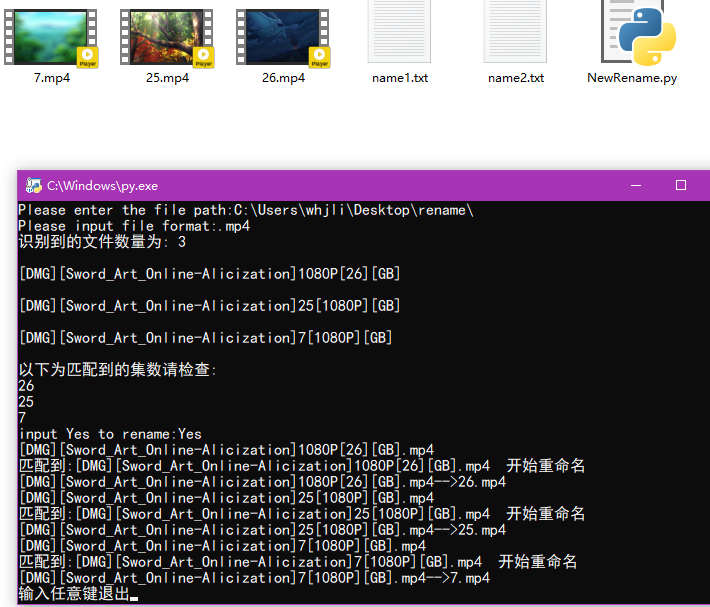 7.mp4
25.mp4
26.mp4
name1.txt
name2.txt
NewRename.py
Player
Player
Player
C:\Windows\py.exe
Please enter the file path:C:\Users\whjli\Desktop\rename\
Please input file format:.mp4
识别到的文件数量为: 3
[DMG][Sword_Art_Online-Alicization]1080P[26][GB]
[DMG][Sword_Art_Online-Alicization]25[1080P][GB]
[DMG][Sword_Art_Online-Alicization]7[1080P][GB]
以下为匹配到的集数请检查:
26
25
7
input Yes to rename:Yes
[DMG][Sword_Art_Online-Alicization]1080P[26][GB].mp4
匹配到:[DMG][Sword_Art_Online-Alicization]1080P[26][GB].mp4  开始重命名
[DMG][Sword_Art_Online-Alicization]1080P[26][GB].mp4-->26.mp4
[DMG][Sword_Art_Online-Alicization]25[1080P][GB].mp4
匹配到:[DMG][Sword_Art_Online-Alicization]25[1080P][GB].mp4  开始重命名
[DMG][Sword_Art_Online-Alicization]25[1080P][GB].mp4-->25.mp4
[DMG][Sword_Art_Online-Alicization]7[1080P][GB].mp4
匹配到:[DMG][Sword_Art_Online-Alicization]7[1080P][GB].mp4  开始重命名
[DMG][Sword_Art_Online-Alicization]7[1080P][GB].mp4-->7.mp4
输入任意键退出